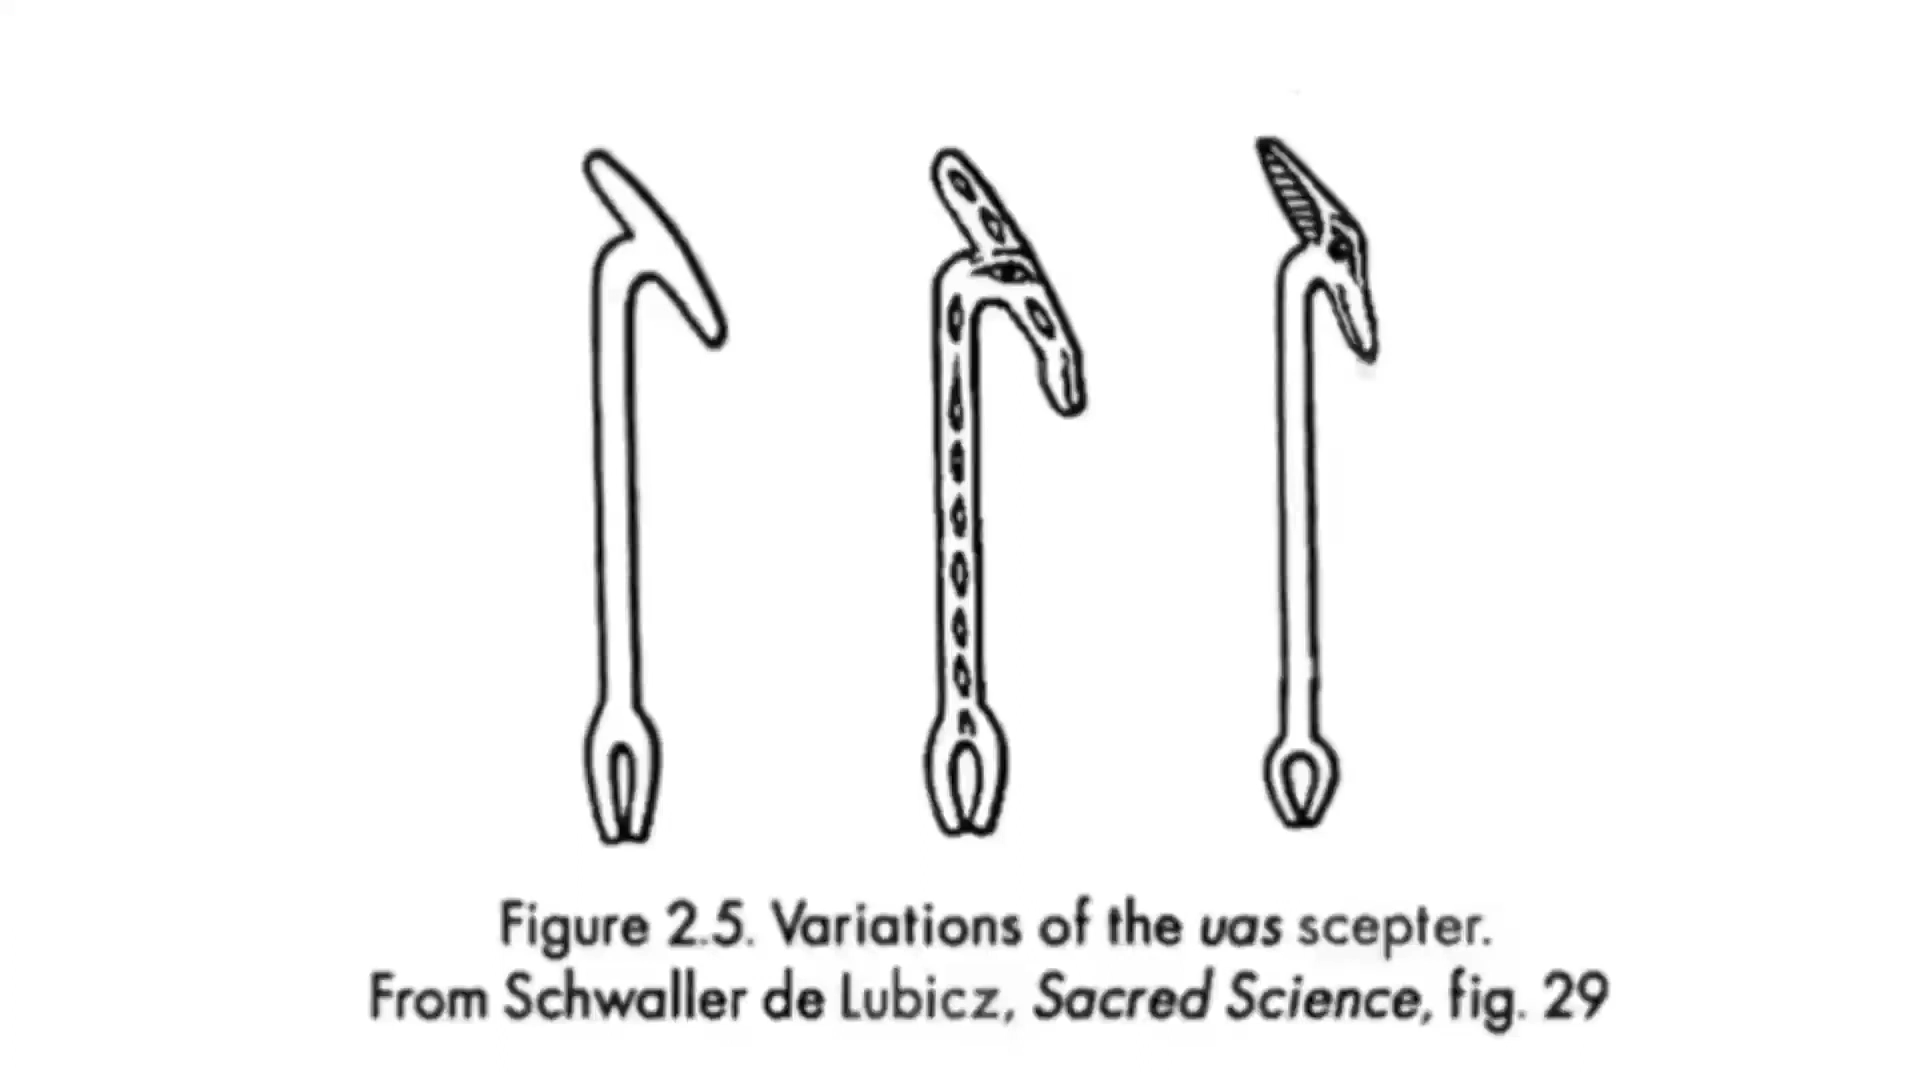 Figure 2.5. Variations of the uas scepter.
From Schwaller de Lubicz, Sacred Science, fig. 29